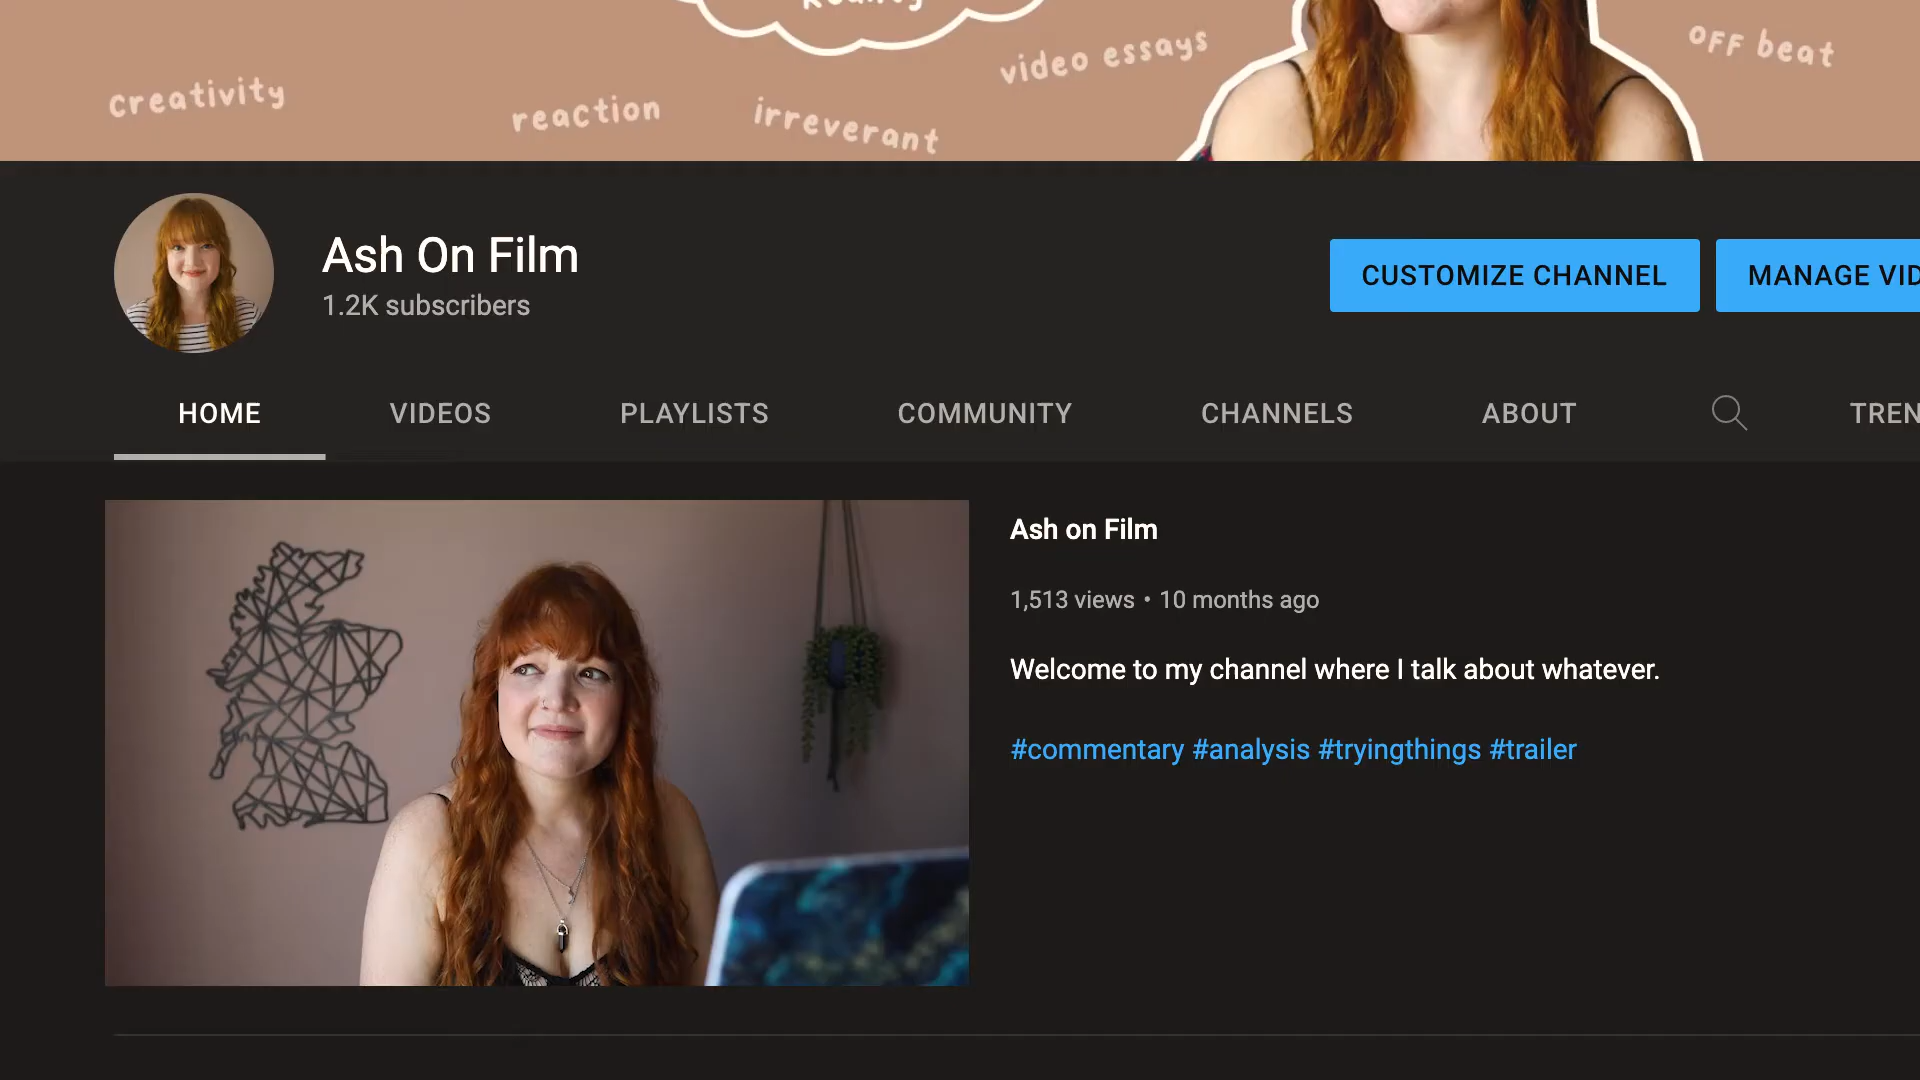 video essays
OFF beat
creativity
reaction
irreverant
Ash On Film
1.2K subscribers
CUSTOMIZE CHANNEL
MANAGE VID
HOME
VIDEOS
PLAYLISTS
COMMUNITY
CHANNELS
ABOUT
TREN
Ash on Film
1,513 views • 10 months ago
Welcome to my channel where I talk about whatever.
#commentary #analysis #tryingthings #trailer